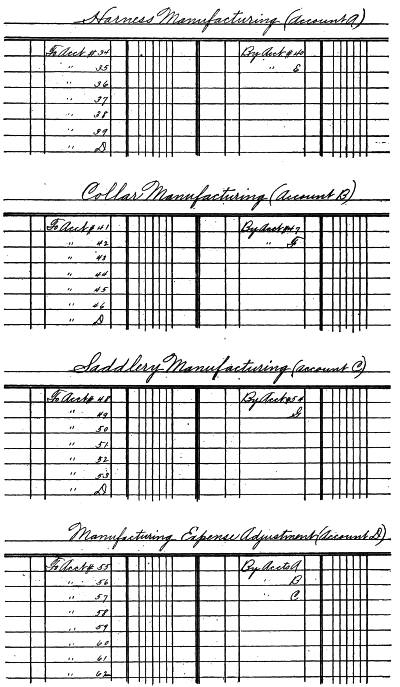 Harness Manufacturing (Account A)
To Acct # 34 By Acct # 40
" 35 " E
" 36
" 37
" 38
" 39
" D
Collar Manufacturing (Account B)
To Acct # 41 By Acct # 47
" 42 " F
" 43
" 44
" 45
" 46
" D
Saddlery Manufacturing (Account C)
To Acct # 48 By Acct # 54
" 49 G
" 50
" 51
" 52
" 53
" D
Manufacturing Expense Adjustment (Account D)
To Acct # 55 By Accts A
" 56 B
" 57 C
" 58
" 59
" 60
" 61
" 62